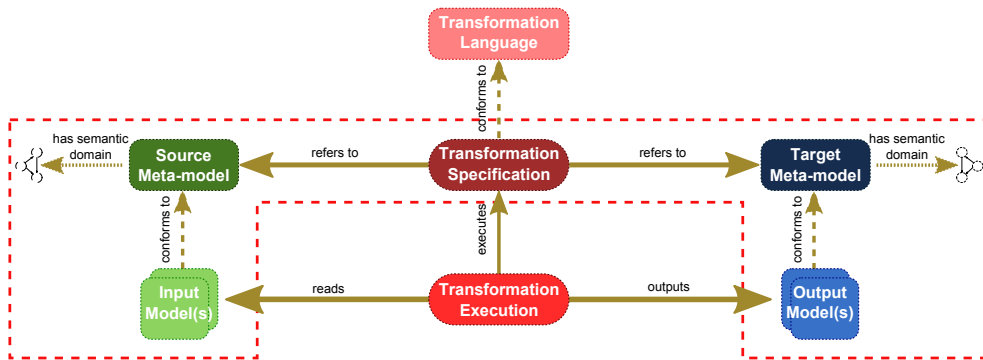 Transformation
Language
conforms to
has semantic
domain
Source
Meta-model
refers to
Transformation
Specification
refers to
Target
Meta-model
has semantic
domain
conforms to
executes
conforms to
Input
Model(s)
reads
Transformation
Execution
outputs
Output
Model(s)